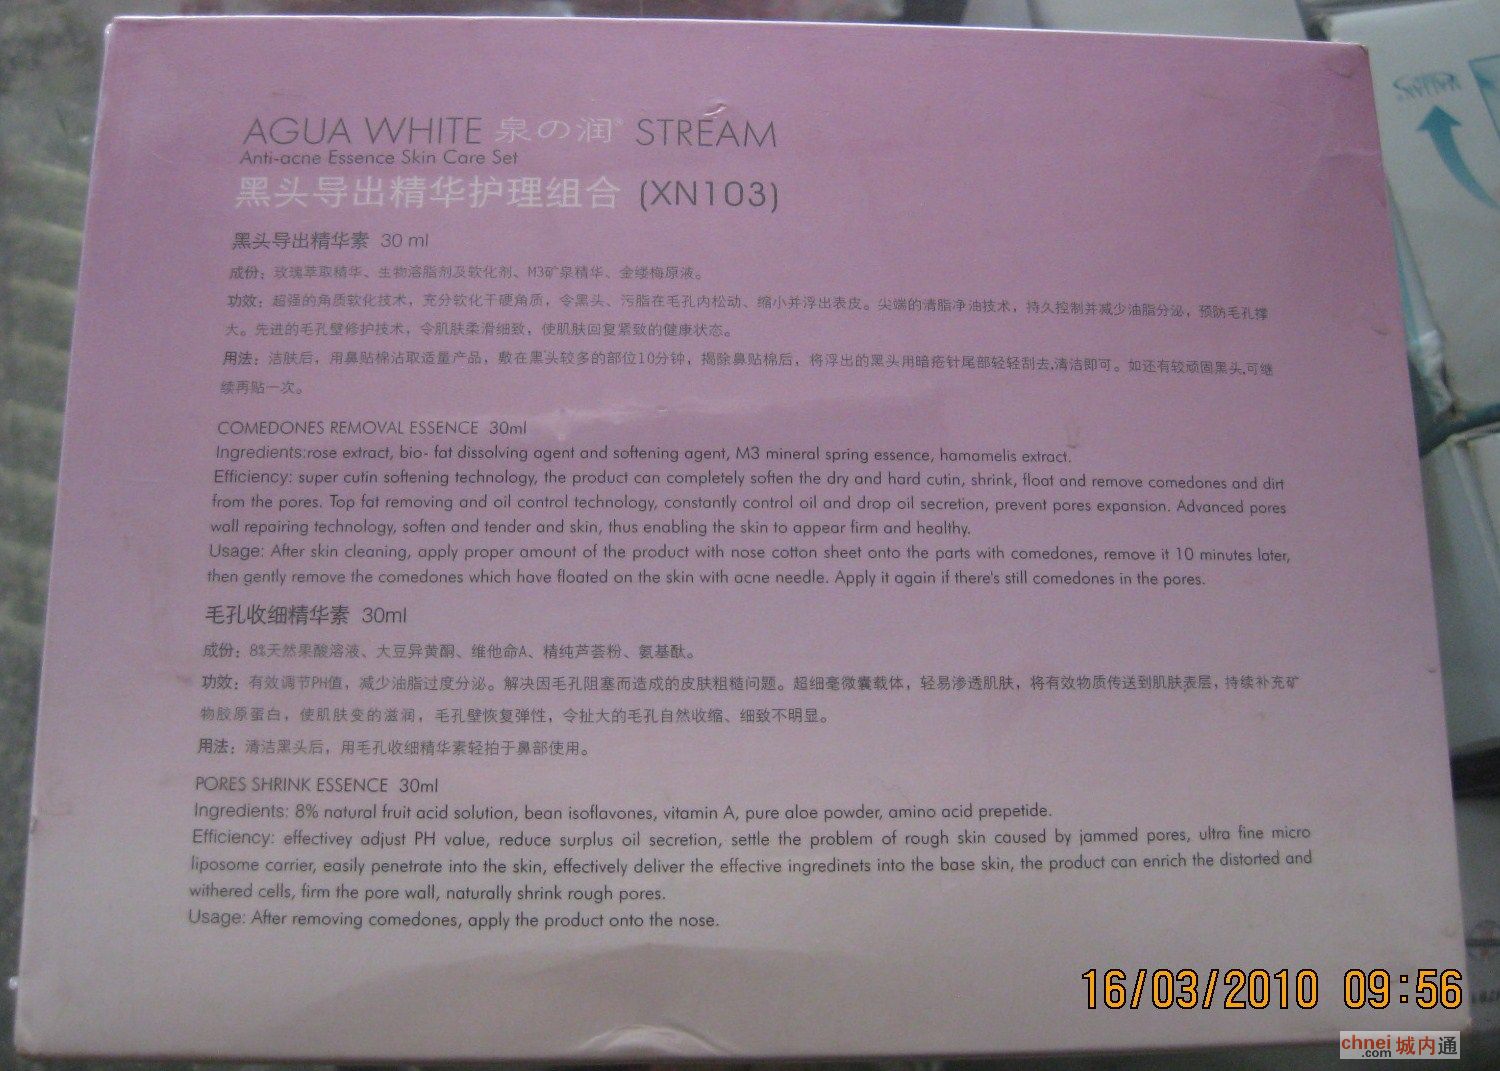 AGUA WHITE 泉の润® STREAM
Anti-acne Essence Skin Care Set
黑头导出精华护理组合 (XN103)
黑头导出精华素 30 ml
成份：玫瑰萃取精华、生物溶脂剂及软化剂、M3矿泉精华、金缕梅原液。
功效：超强的角质软化技术，充分软化干硬角质，令黑头、污脂在毛孔内松动、缩小并浮出表皮。尖端的清脂净油技术，持久控制并减少油脂分泌，预防毛孔撑
大。先进的毛孔壁修护技术，令肌肤柔滑细致，使肌肤回复紧致的健康状态。
用法：洁肤后，用鼻贴棉沾取适量产品，敷在黑头较多的部位10分钟，揭除鼻贴棉后，将浮出的黑头用暗疮针尾部轻轻刮去,清洁即可。如还有较顽固黑头,可继
续再贴一次。
COMEDONES REMOVAL ESSENCE 30ml
Ingredients:rose extract, bio- fat dissolving agent and softening agent, M3 mineral spring essence, hamamelis extract.
Efficiency: super cutin softening technology, the product can completely soften the dry and hard cutin, shrink, float and remove comedones and dirt
from the pores. Top fat removing and oil control technology, constantly control oil and drop oil secretion, prevent pores expansion. Advanced pores
wall repairing technology, soften and tender and skin, thus enabling the skin to appear firm and healthy.
Usage: After skin cleaning, apply proper amount of the product with nose cotton sheet onto the parts with comedones, remove it 10 minutes later,
then gently remove the comedones which have floated on the skin with acne needle. Apply it again if there's still comedones in the pores.
毛孔收细精华素 30ml
成份：8%天然果酸溶液、大豆异黄酮、维他命A、精纯芦荟粉、氨基酞。
功效：有效调节PH值，减少油脂过度分泌。解决因毛孔阻塞而造成的皮肤粗糙问题。超细毫微囊载体，轻易渗透肌肤，将有效物质传送到肌肤表层，持续补充矿
物胶原蛋白，使肌肤变的滋润，毛孔壁恢复弹性，令扯大的毛孔自然收缩、细致不明显。
用法：清洁黑头后，用毛孔收细精华素轻拍于鼻部使用。
PORES SHRINK ESSENCE 30ml
Ingredients: 8% natural fruit acid solution, bean isoflavones, vitamin A, pure aloe powder, amino acid prepetide.
Efficiency: effectivey adjust PH value, reduce surplus oil secretion, settle the problem of rough skin caused by jammed pores, ultra fine micro
liposome carrier, easily penetrate into the skin, effectively deliver the effective ingredinets into the base skin, the product can enrich the distorted and
withered cells, firm the pore wall, naturally shrink rough pores.
Usage: After removing comedones, apply the product onto the nose.
16/03/2010 09:56
chnei.com 城内通